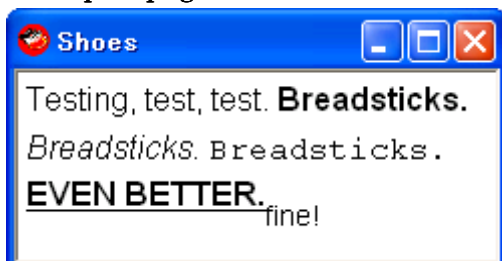 Shoes
Testing, test, test. Breadsticks.
Breadsticks. Breadsticks.
EVEN BETTER. fine!